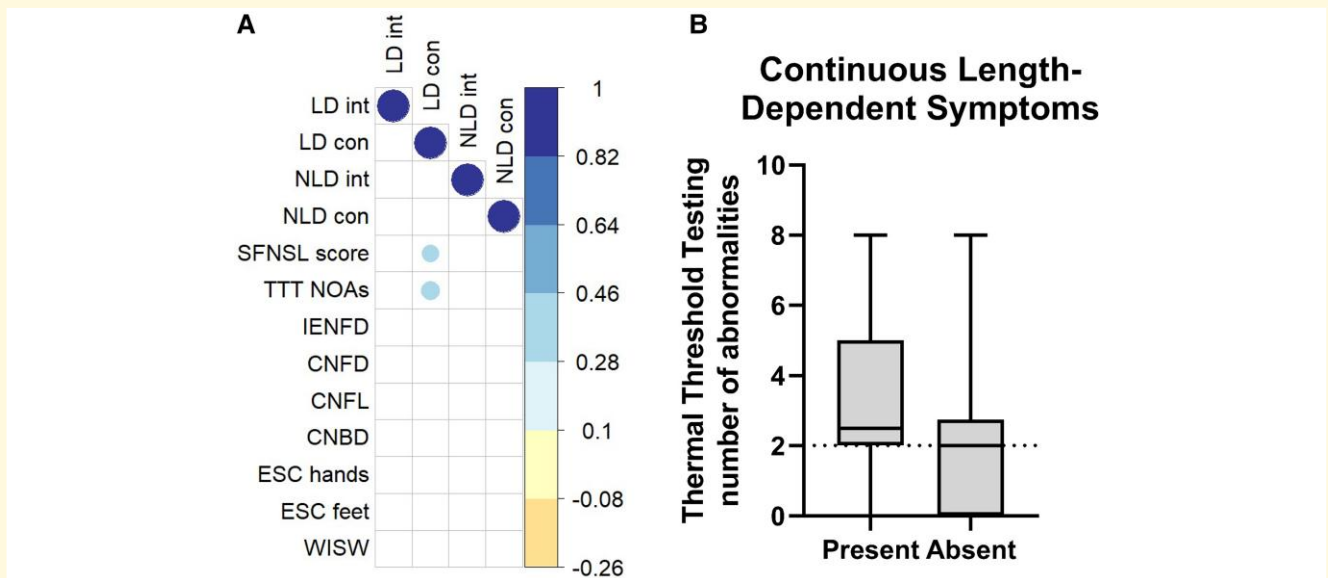 A
LD int
LD con
NLD int
NLD con
LD int
LD con
NLD int
NLD con
SFNSL score
TTT NOAs
IENFD
CNFD
CNFL
CNBD
ESC hands
ESC feet
WISW
1
0.82
0.64
0.46
0.28
0.1
-0.08
-0.26
B
Continuous Length-
Dependent Symptoms
Thermal Threshold Testing
number of abnormalities
10
8
6
4
2
0
Present Absent